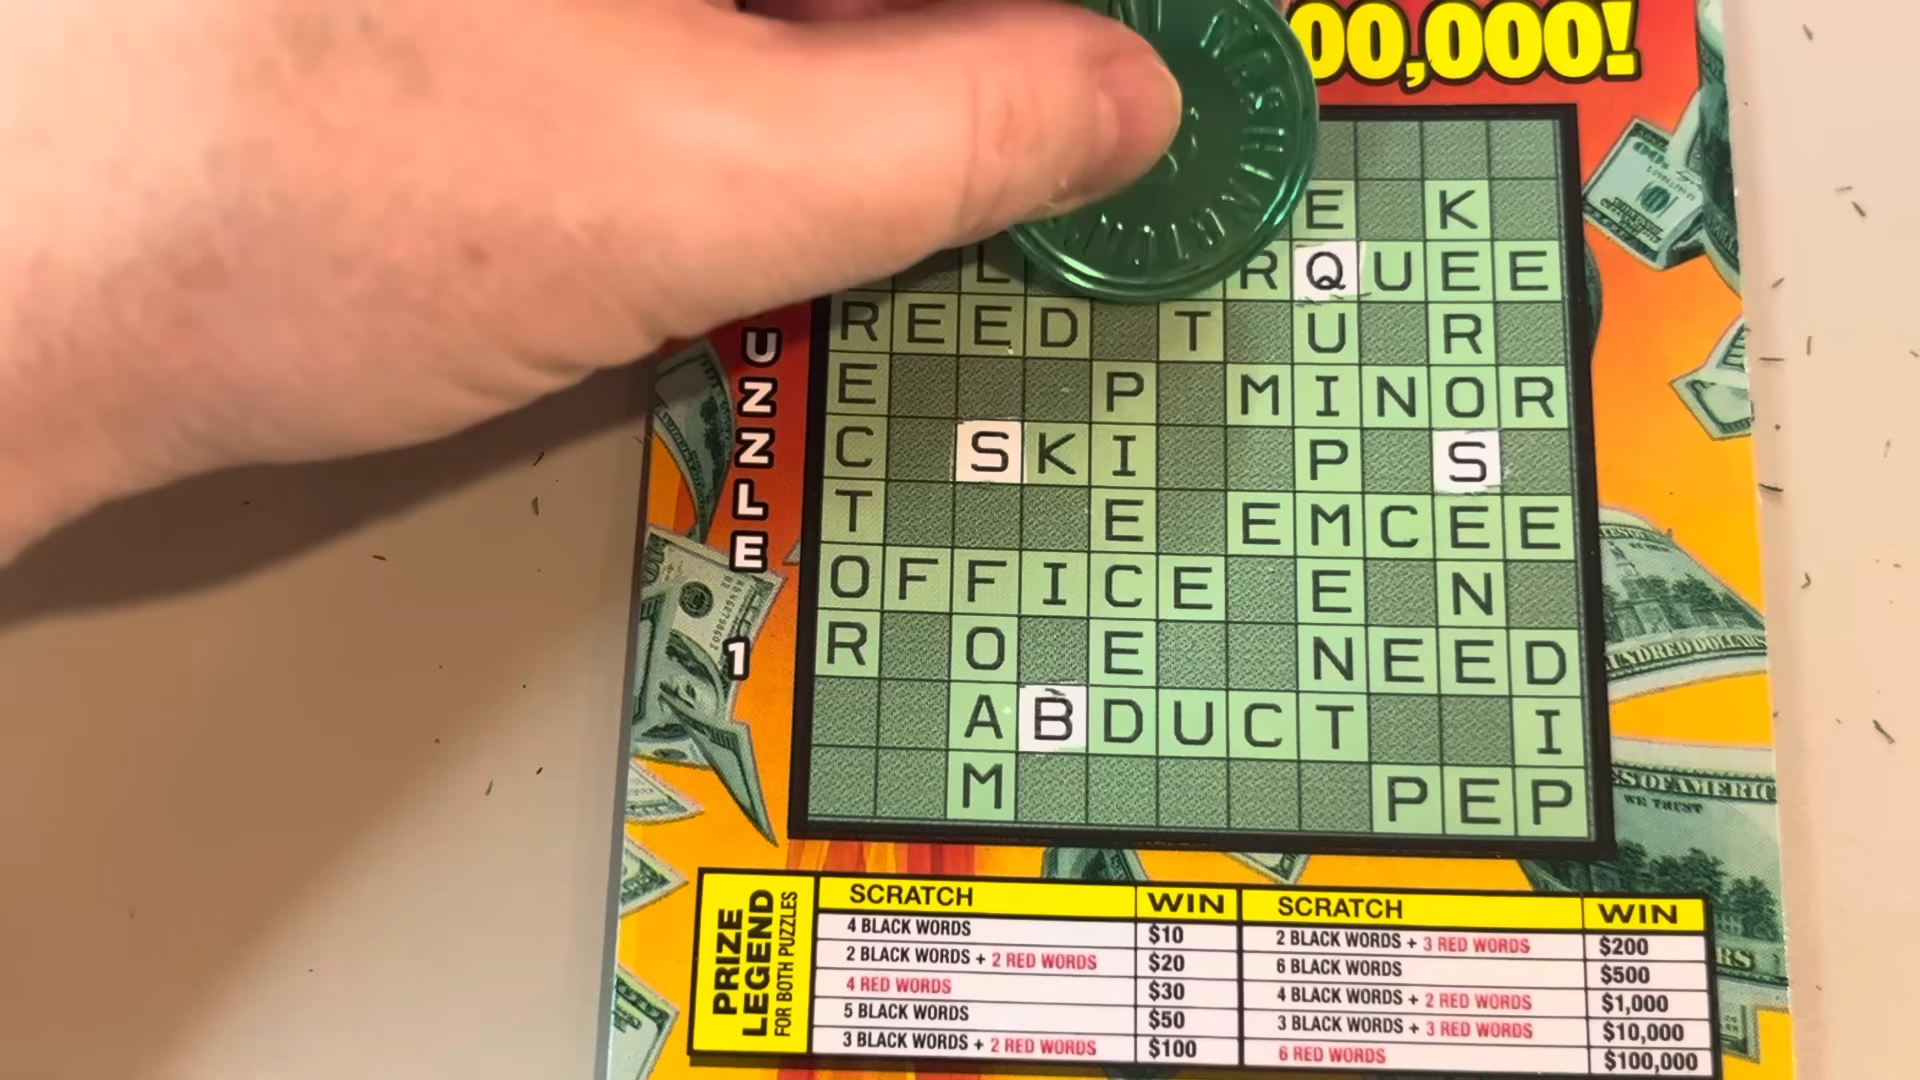 00,000!
WASHINGTON
E K
L R Q U E E
R E E D T U R
E P M I N O R
C S K I P S
T E E M C E E
O F F I C E E N
R O E N E E D
A B D U C T I
M P E P
UZZLE 1
PRIZE LEGEND
FOR BOTH PUZZLES
SCRATCH WIN SCRATCH WIN
4 BLACK WORDS $10 2 BLACK WORDS + 3 RED WORDS $200
2 BLACK WORDS + 2 RED WORDS $20 6 BLACK WORDS $500
4 RED WORDS $30 4 BLACK WORDS + 2 RED WORDS $1,000
5 BLACK WORDS $50 3 BLACK WORDS + 3 RED WORDS $10,000
3 BLACK WORDS + 2 RED WORDS $100 6 RED WORDS $100,000